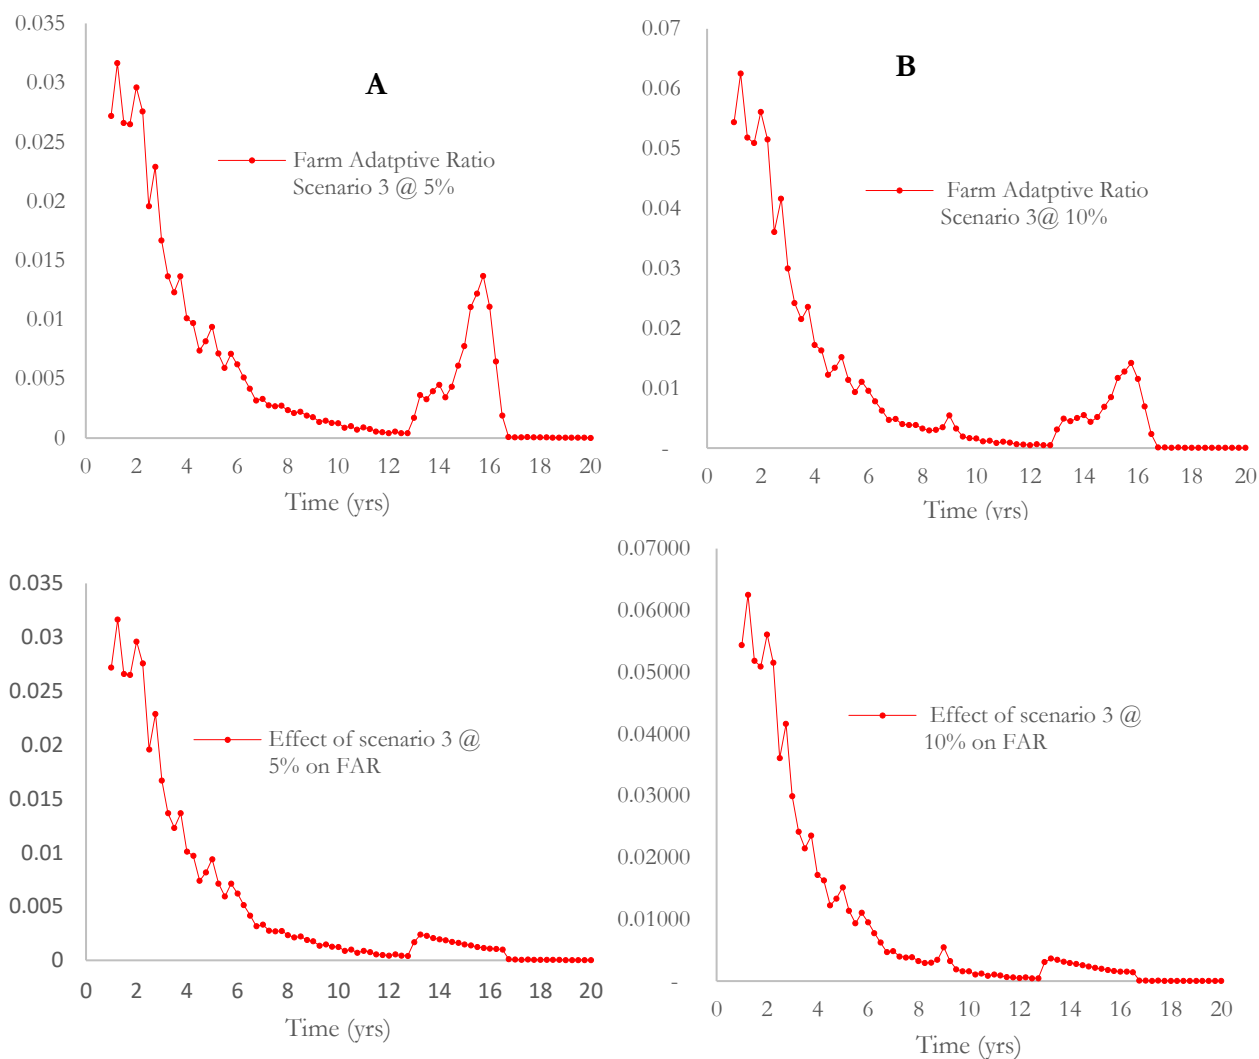 0.035
0.03
0.025
0.02
0.015
0.01
0.005
0
A
Farm Adatptive Ratio
Scenario 3 @ 5%
0 2 4 6 8 10 12 14 16 18 20
Time (yrs)
0.07
0.06
0.05
0.04
0.03
0.02
0.01
-
B
Farm Adatptive Ratio
Scenario 3@ 10%
0 2 4 6 8 10 12 14 16 18 20
Time (yrs)
0.035
0.03
0.025
0.02
0.015
0.01
0.005
0
Effect of scenario 3 @
5% on FAR
0 2 4 6 8 10 12 14 16 18 20
Time (yrs)
0.07000
0.06000
0.05000
0.04000
0.03000
0.02000
0.01000
-
Effect of scenario 3 @
10% on FAR
0 2 4 6 8 10 12 14 16 18 20
Time (yrs)